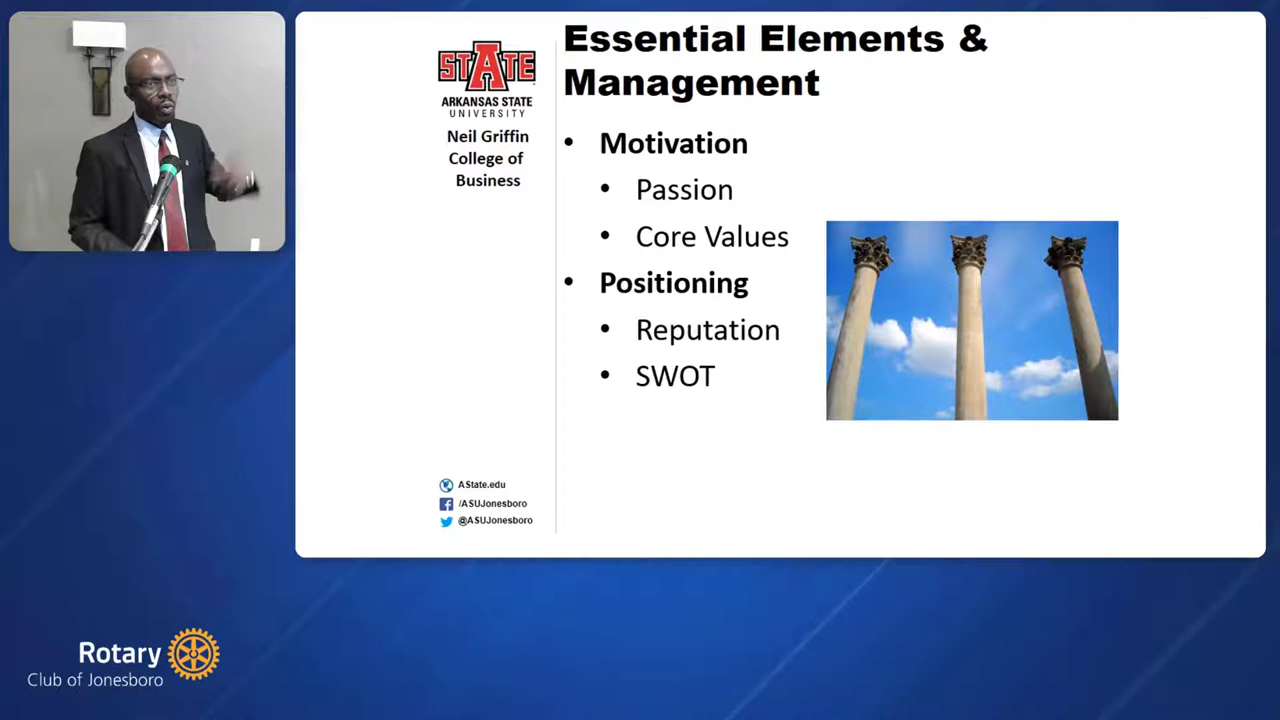 Essential Elements &
Management
STATE
ARKANSAS STATE
UNIVERSITY
Neil Griffin
College of
Business
• Motivation
• Passion
• Core Values
• Positioning
• Reputation
• SWOT
AState.edu
/ASUJonesboro
@ASUJonesboro
Rotary
Club of Jonesboro